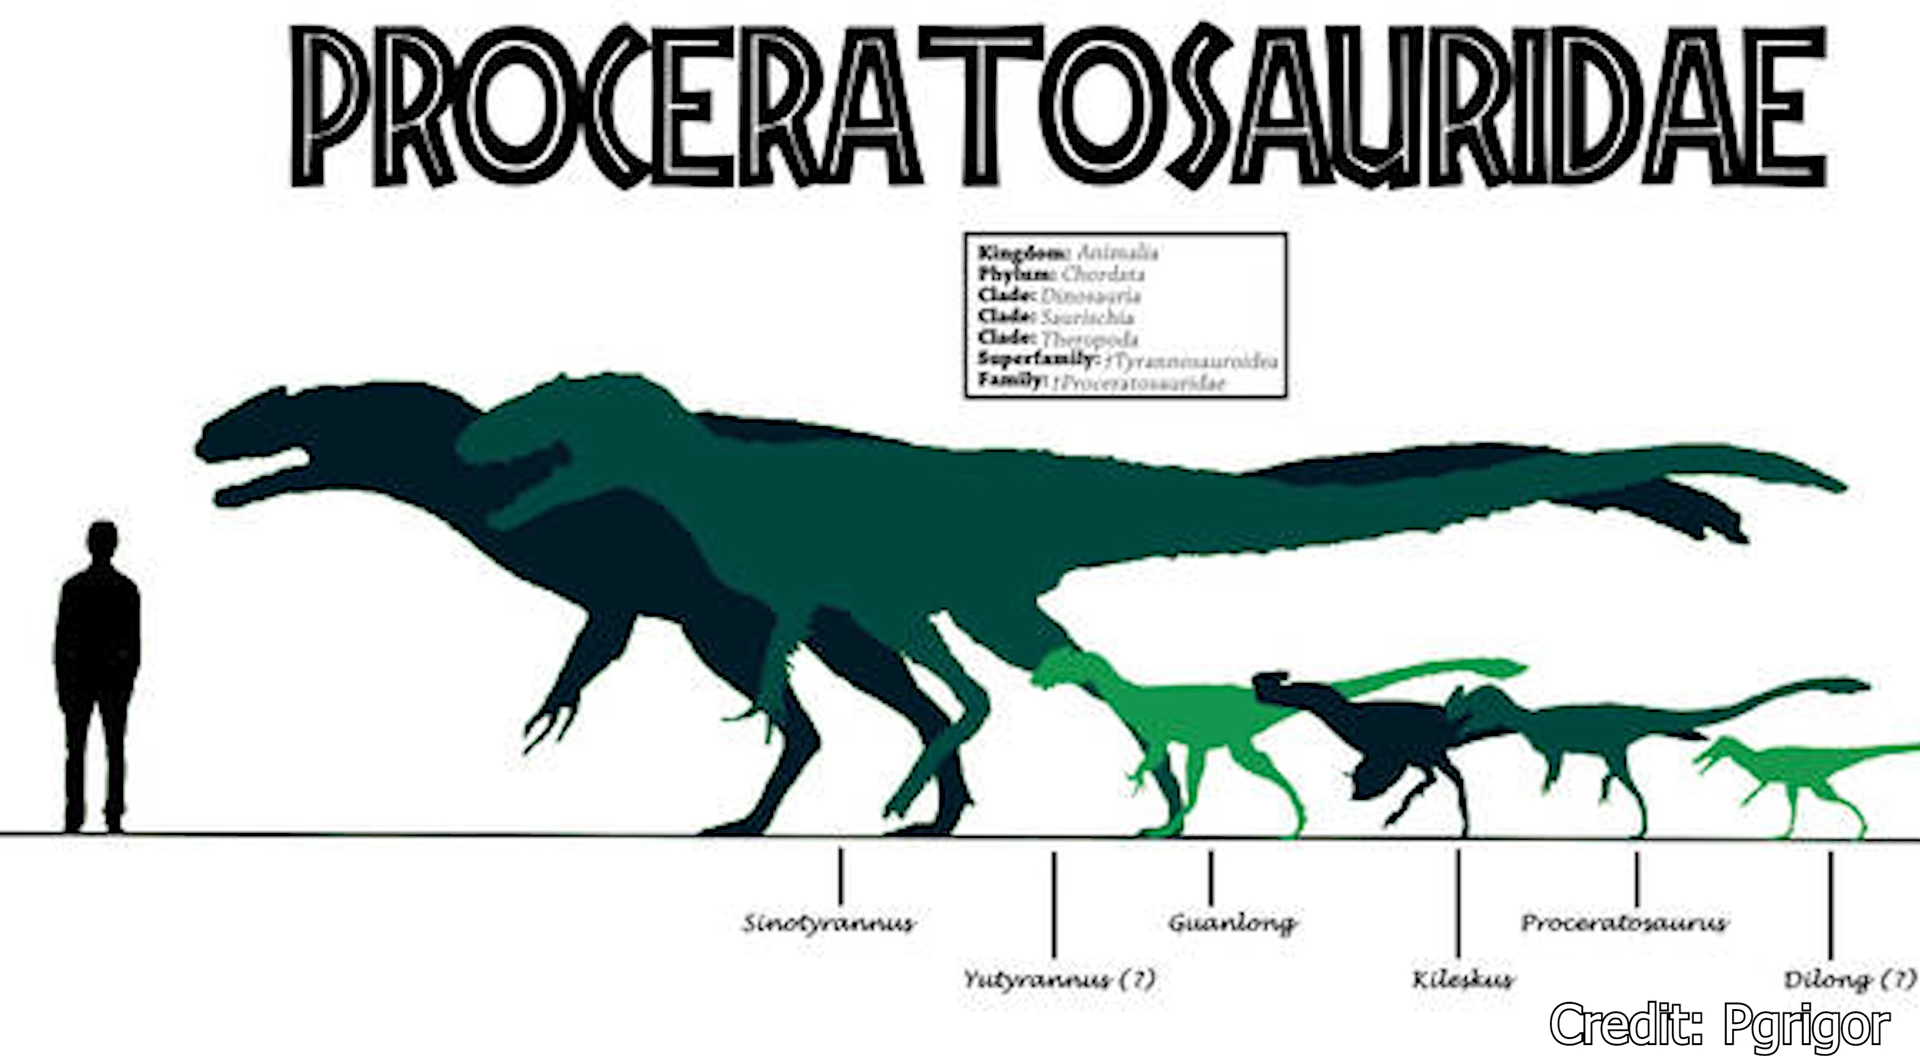 PROCERATOSAURIDAE
Kingdom: Animalia
Phylum: Chordata
Clade: Dinosauria
Clade: Saurischia
Clade: Theropoda
Superfamily: †Tyrannosauroidea
Family: †Proceratosauridae
Sinotyrannus
Guanlong
Proceratosaurus
Yutyrannus (?)
Kileskus
Dilong (?)
Credit: Pgrigor